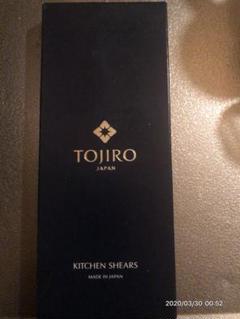 TOJIRO
JAPAN
KITCHEN SHEARS
MADE IN JAPAN
2020/03/30 00:52